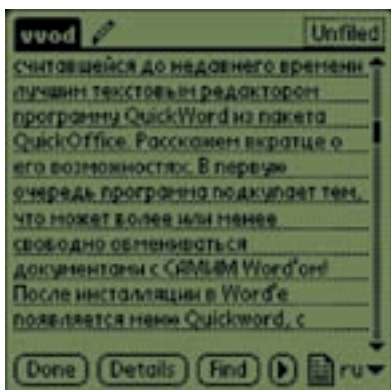 vvod
Unfiled
считавшейся до недавнего времени
лучшим текстовым редактором
программу QuickWord из пакета
QuickOffice. Расскажем вкратце о
его возможностях. В первую
очередь программа подкупает тем,
что может более или менее
свободно обмениваться
документами с САМИМ Word'ом!
После инсталляции в Word'е
появляется меню Quickword, с
Done Details Find ru